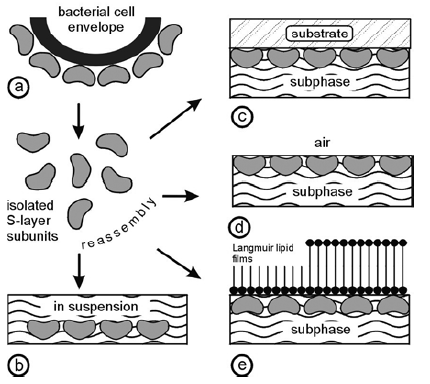 bacterial cell
envelope
a
substrate
subphase
c
isolated
S-layer
subunits
reassembly
air
subphase
d
in suspension
b
Langmuir lipid
films
subphase
e